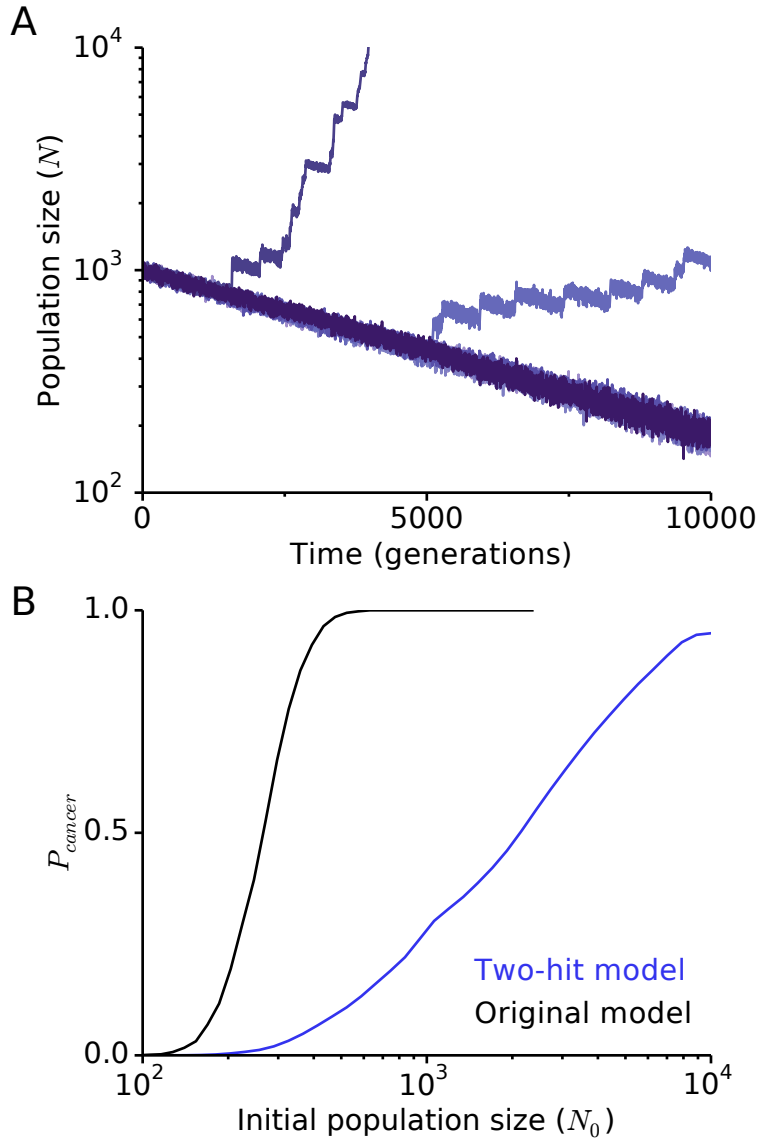 A
10^4
10^3
10^2
Population size (N)
0
5000
10000
Time (generations)
B
1.0
0.5
0.0
P_cancer
Two-hit model
Original model
10^2
10^3
10^4
Initial population size (N_0)